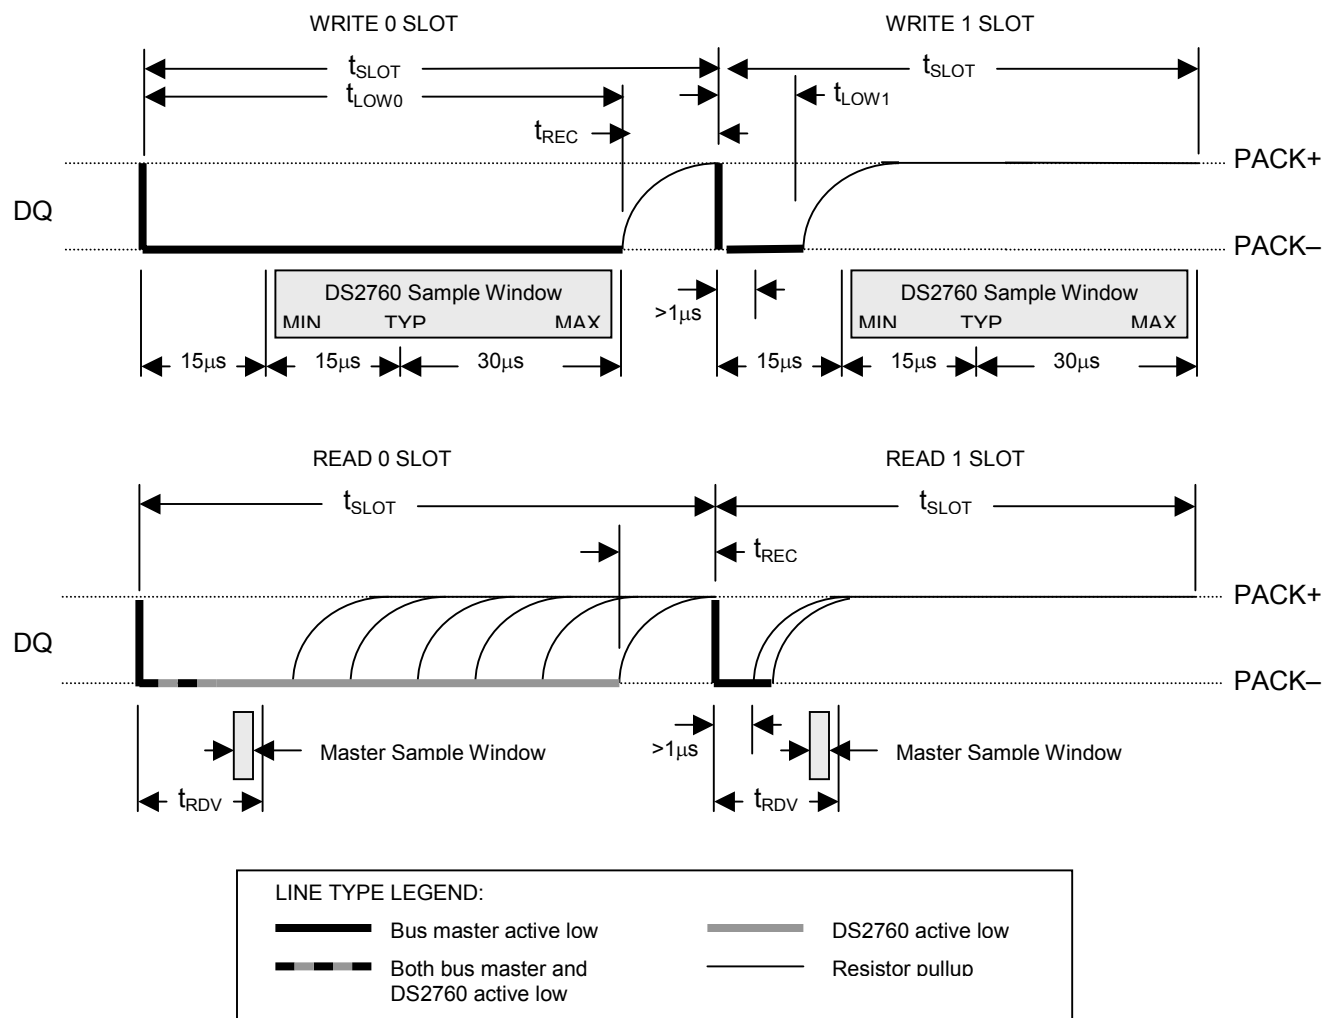 WRITE 0 SLOT WRITE 1 SLOT
tSLOT tSLOT
tLOW0 tLOW1
tREC
PACK+
DQ
PACK–
DS2760 Sample Window DS2760 Sample Window
MIN TYP MAX >1µs MIN TYP MAX
15µs 15µs 30µs 15µs 15µs 30µs
READ 0 SLOT READ 1 SLOT
tSLOT tSLOT
tREC
PACK+
DQ
PACK–
Master Sample Window >1µs Master Sample Window
tRDV tRDV
LINE TYPE LEGEND:
Bus master active low DS2760 active low
Both bus master and Resistor pullup
DS2760 active low